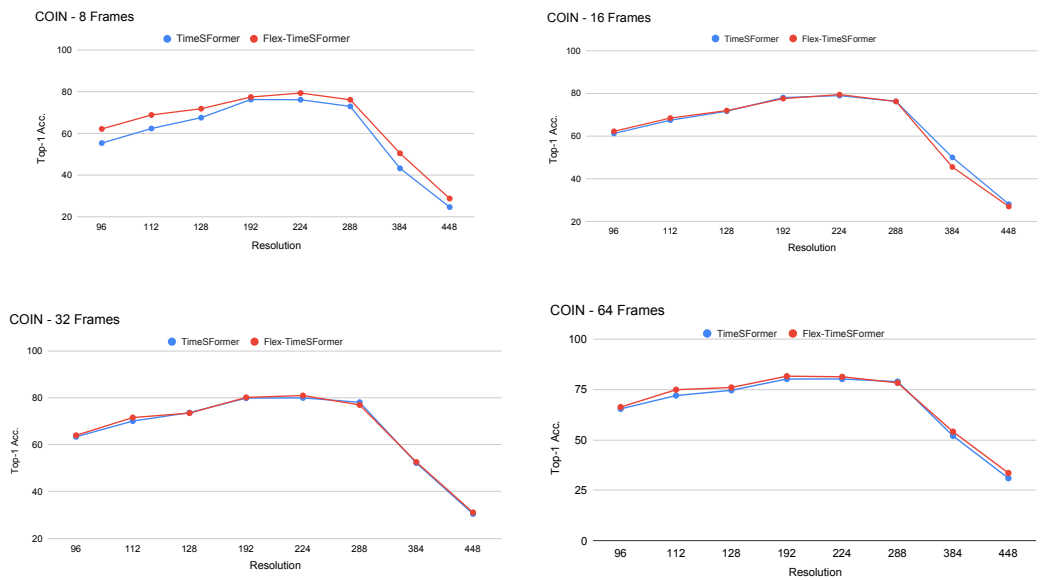 COIN - 8 Frames
TimeSFormer Flex-TimeSFormer
100
80
60
40
20
Top-1 Acc.
96 112 128 192 224 288 384 448
Resolution
COIN - 16 Frames
TimeSFormer Flex-TimeSFormer
100
80
60
40
20
Top-1 Acc.
96 112 128 192 224 288 384 448
Resolution
COIN - 32 Frames
TimeSFormer Flex-TimeSFormer
100
80
60
40
20
Top-1 Acc.
96 112 128 192 224 288 384 448
Resolution
COIN - 64 Frames
TimeSFormer Flex-TimeSFormer
100
75
50
25
0
Top-1 Acc.
96 112 128 192 224 288 384 448
Resolution